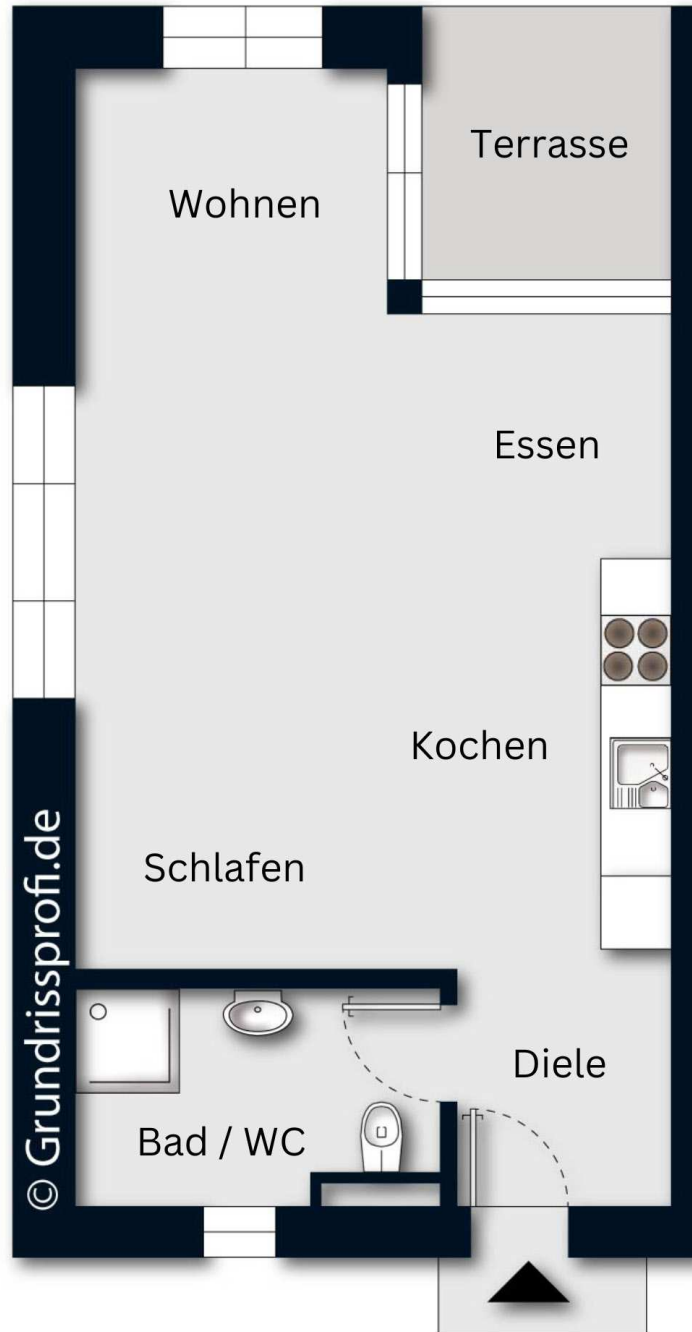 Terrasse
Wohnen
Essen
Kochen
Schlafen
Diele
Bad / WC
© Grundrissprofi.de